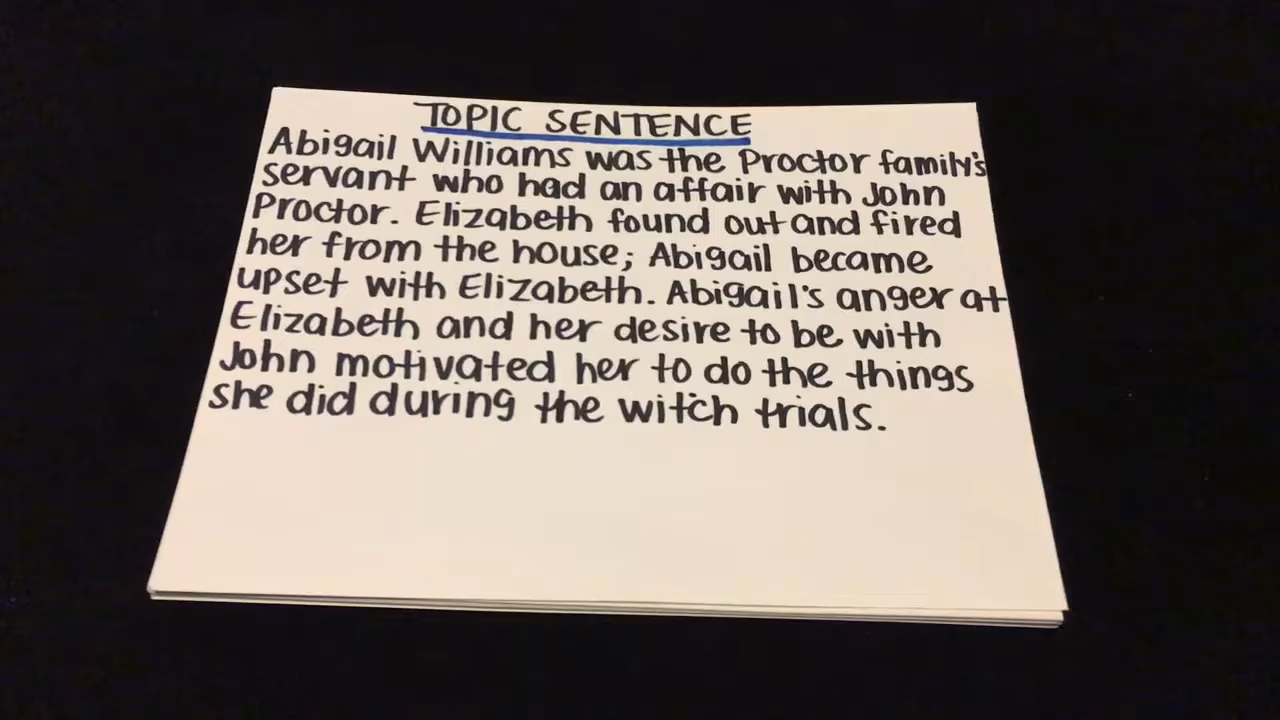 TOPIC SENTENCE
Abigail Williams was the Proctor family's
servant who had an affair with John
Proctor. Elizabeth found out and fired
her from the house; Abigail became
upset with Elizabeth. Abigail's anger at
Elizabeth and her desire to be with
John motivated her to do the things
she did during the witch trials.